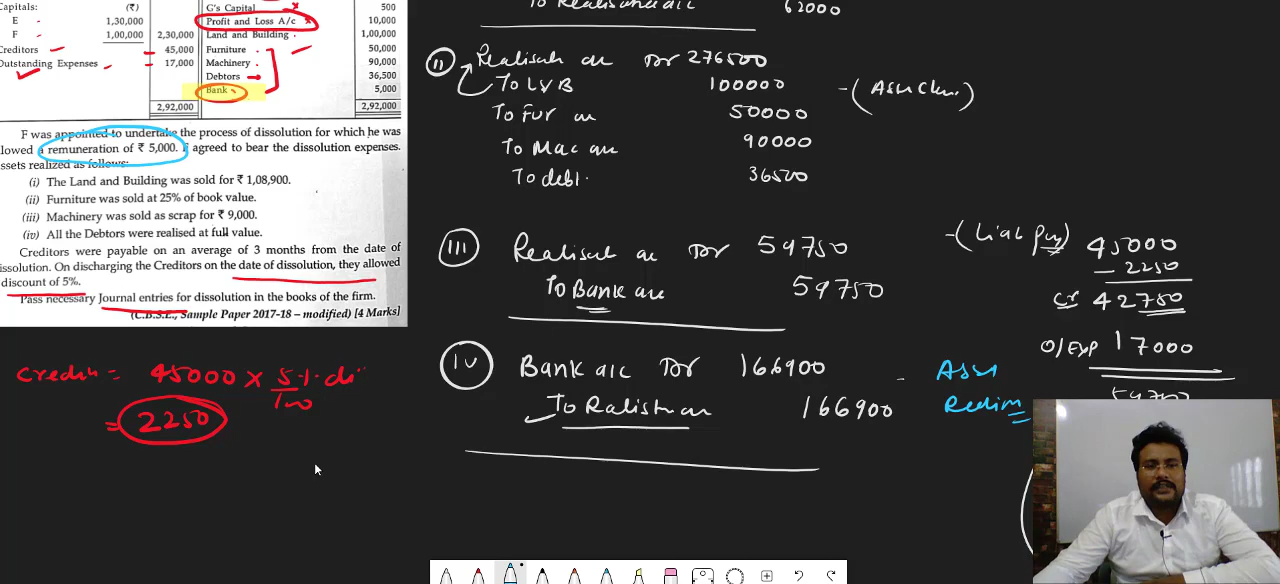 Capitals: (₹) G's Capital 500
E 1,30,000 Profit and Loss A/c 10,000
F 1,00,000 2,30,000 Land and Building 1,00,000
Creditors 45,000 Furniture 50,000
Outstanding Expenses 17,000 Machinery 90,000
Debtors 36,500
Bank 5,000
2,92,000 2,92,000
F was appointed to undertake the process of dissolution for which he was
lowed a remuneration of ₹ 5,000. F agreed to bear the dissolution expenses.
ssets realized as follows:
(i) The Land and Building was sold for ₹ 1,08,900.
(ii) Furniture was sold at 25% of book value.
(iii) Machinery was sold as scrap for ₹ 9,000.
(iv) All the Debtors were realised at full value.
Creditors were payable on an average of 3 months from the date of
issolution. On discharging the Creditors on the date of dissolution, they allowed
discount of 5%.
Pass necessary Journal entries for dissolution in the books of the firm.
(C.B.S.E., Sample Paper 2017-18 – modified) [4 Marks]
= 45000 × 5%
100
= 2250
To 62000
II Dr 276500
To L&B 100000
To Fur 50000
To Mac 90000
To debt 36500
III Dr 59750
To Bank 59750
45000
- 2250
Cr 42750
O/Exp 17000
IV Bank a/c Dr 166900
To 166900